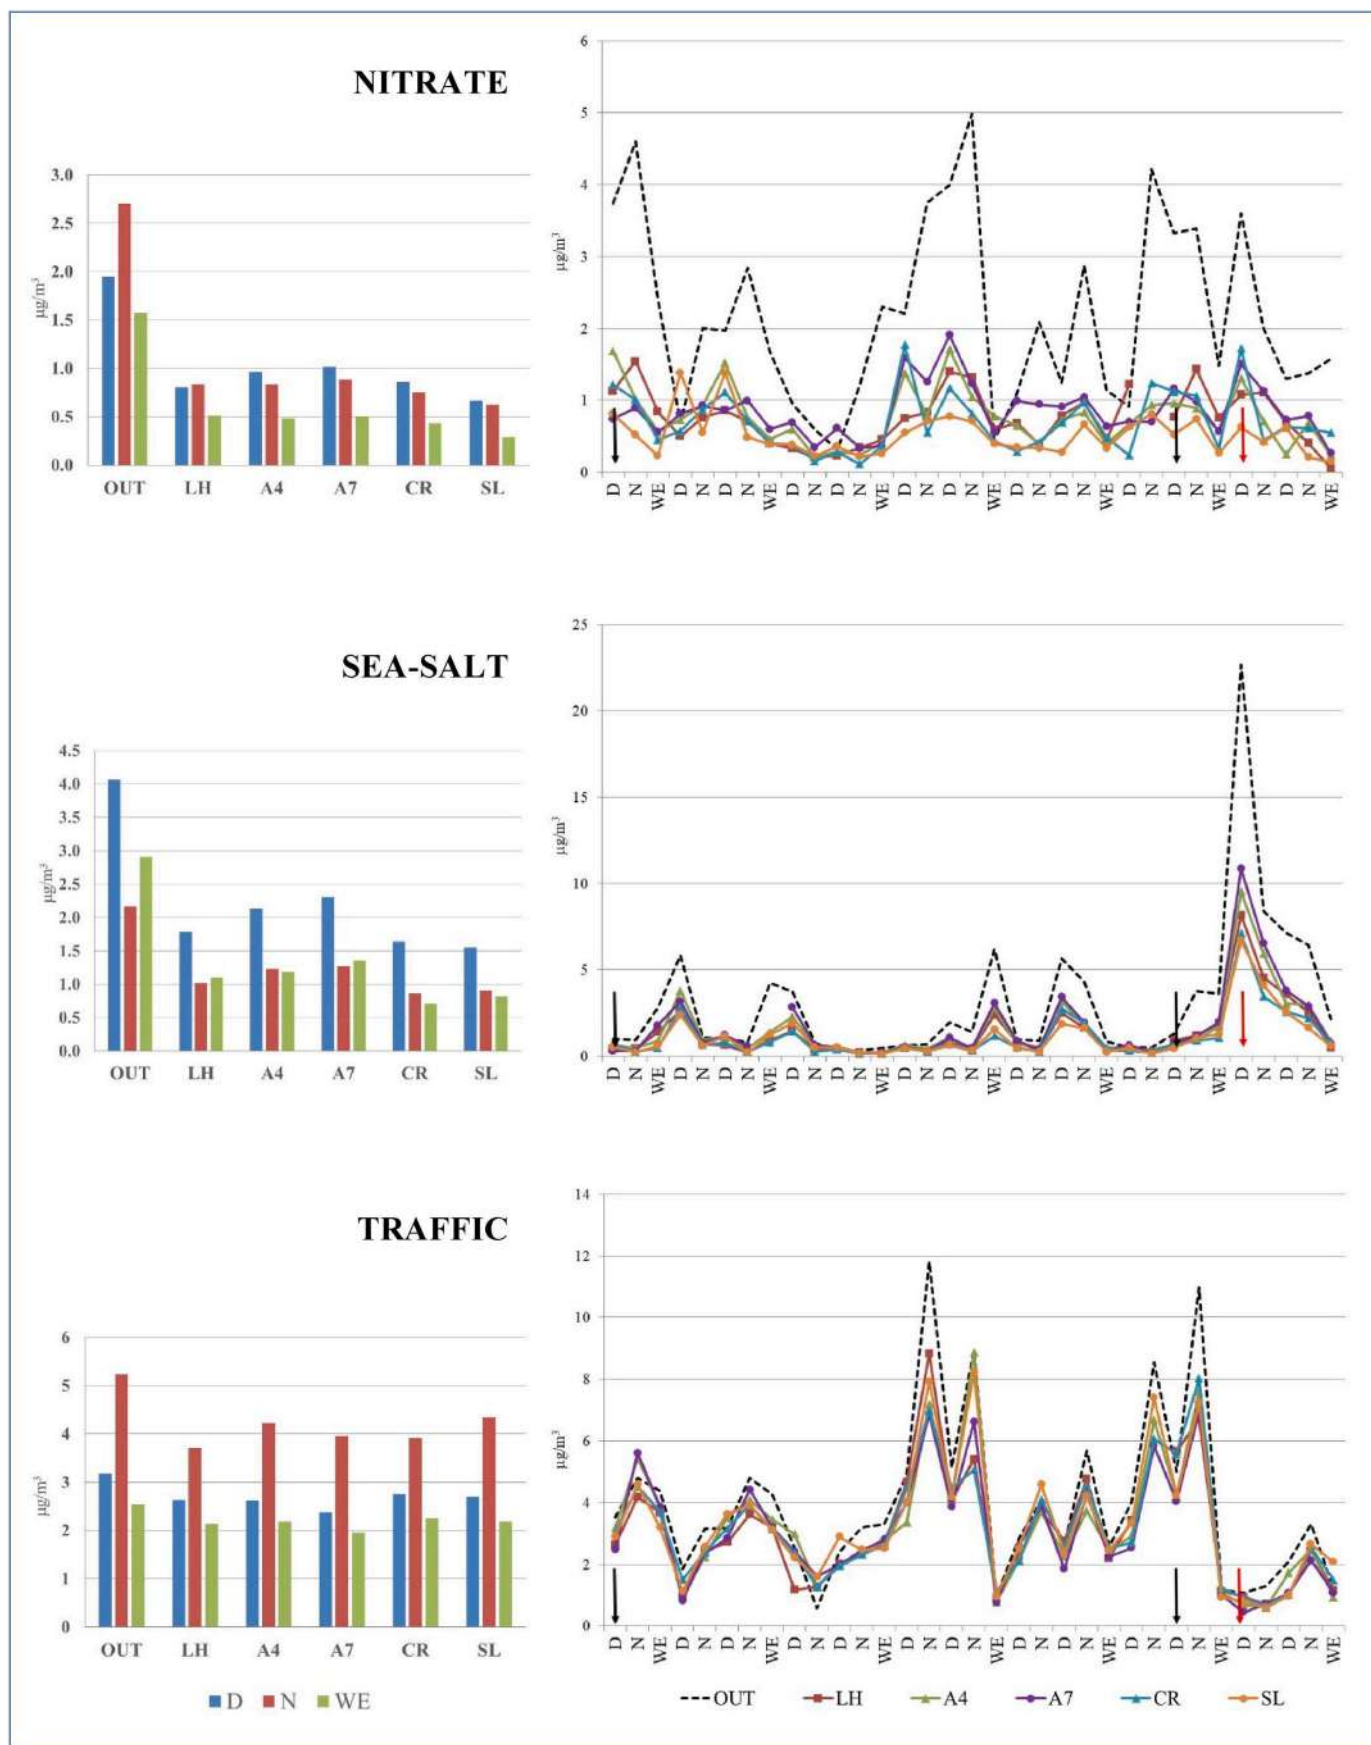 NITRATE
3.0
2.5
2.0
1.5
1.0
0.5
0.0
µg/m³
OUT LH A4 A7 CR SL
6
5
4
3
2
1
0
µg/m³
D N WE D N D N WE D N D N WE D N D N WE D N D N WE D N D N WE D N D N WE
SEA-SALT
4.5
4.0
3.5
3.0
2.5
2.0
1.5
1.0
0.5
0.0
µg/m³
OUT LH A4 A7 CR SL
25
20
15
10
5
0
µg/m³
D N WE D N D N WE D N D N WE D N D N WE D N D N WE D N D N WE D N D N WE
TRAFFIC
6
5
4
3
2
1
0
µg/m³
OUT LH A4 A7 CR SL
D N WE
14
12
10
8
6
4
2
0
µg/m³
D N WE D N D N WE D N D N WE D N D N WE D N D N WE D N D N WE D N D N WE
OUT LH A4 A7 CR SL